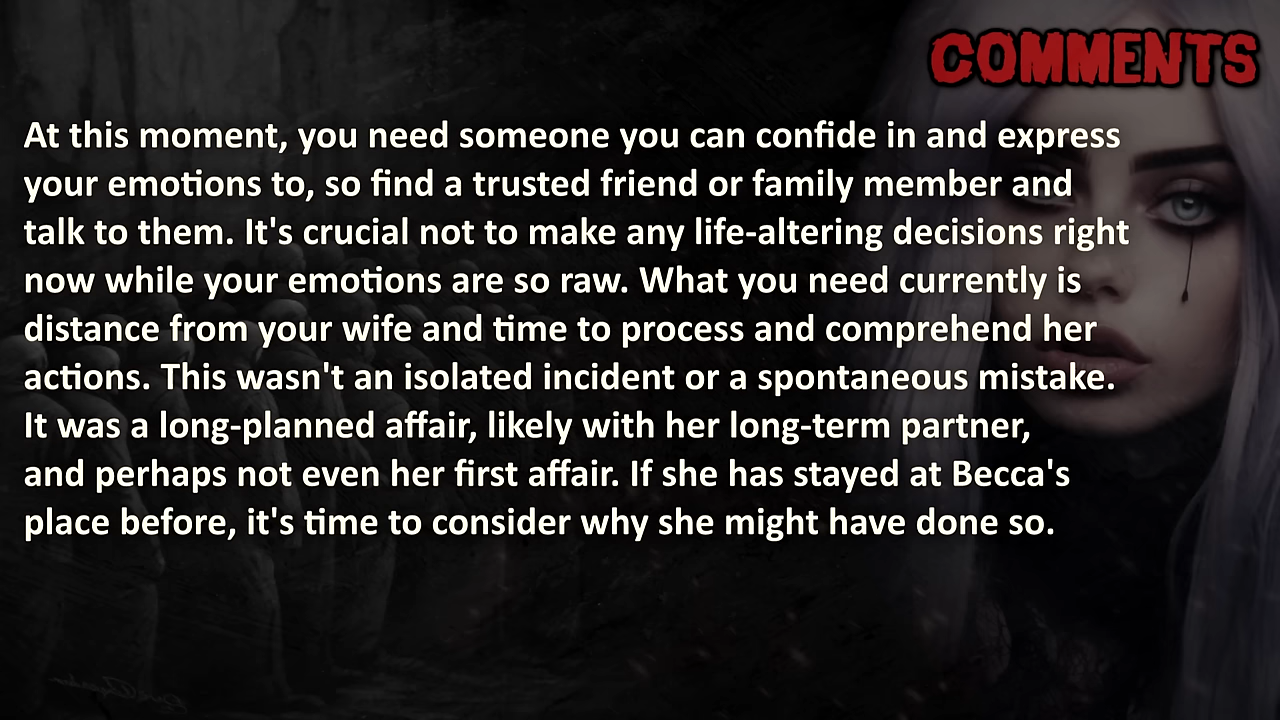 COMMENTS
At this moment, you need someone you can confide in and express
your emotions to, so find a trusted friend or family member and
talk to them. It's crucial not to make any life-altering decisions right
now while your emotions are so raw. What you need currently is
distance from your wife and time to process and comprehend her
actions. This wasn't an isolated incident or a spontaneous mistake.
It was a long-planned affair, likely with her long-term partner,
and perhaps not even her first affair. If she has stayed at Becca's
place before, it's time to consider why she might have done so.